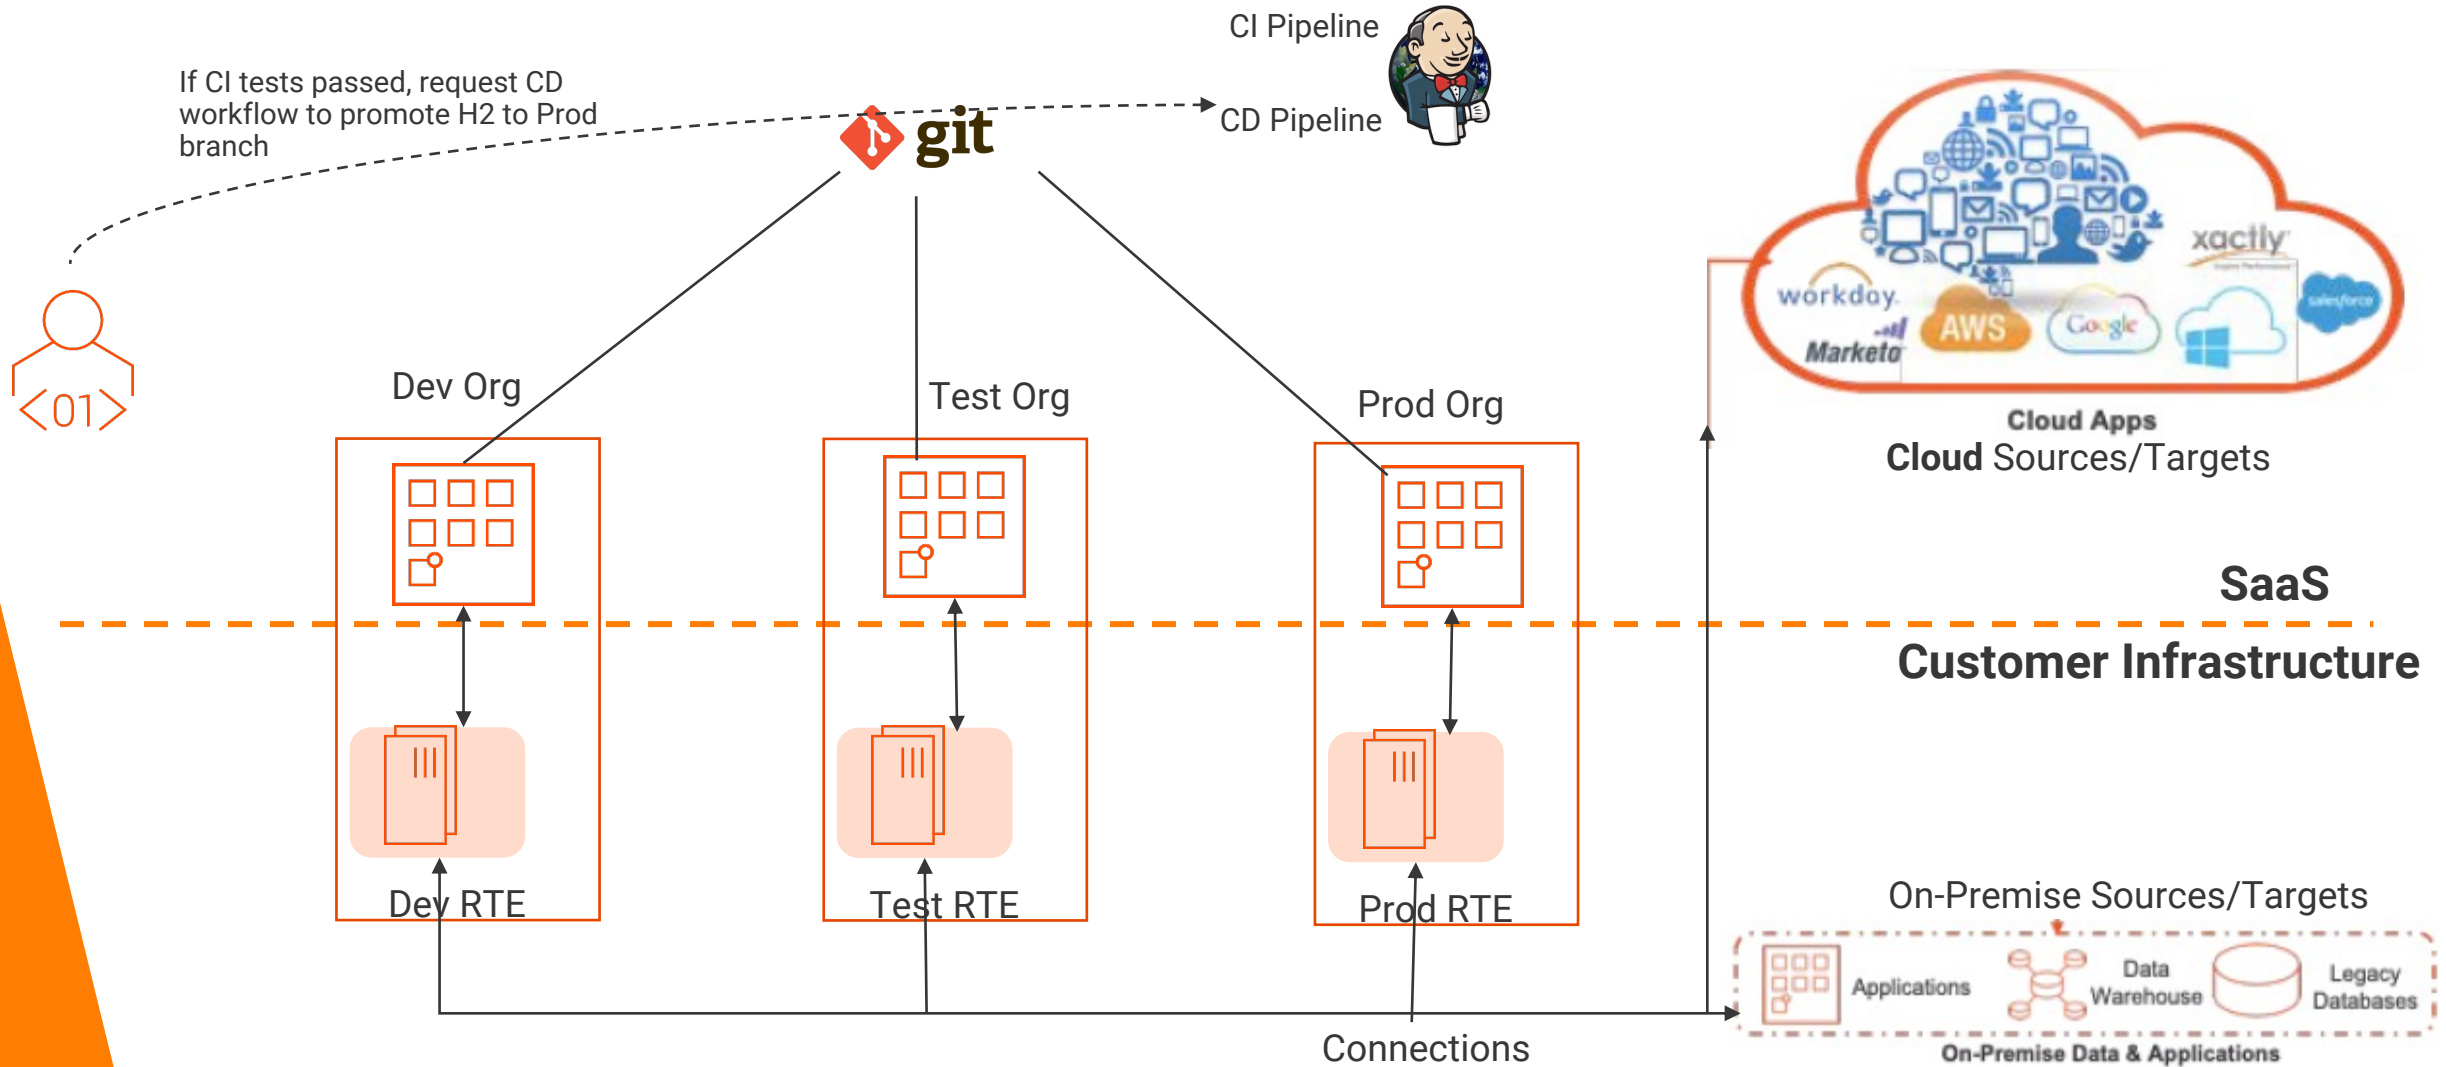 CI Pipeline
If CI tests passed, request CD
workflow to promote H2 to Prod
branch
CD Pipeline
git
xactly
workday.
salesforce
AWS
Google
Marketo
Dev Org
Test Org
Prod Org
<01>
Cloud Apps
Cloud Sources/Targets
SaaS
Customer Infrastructure
Dev RTE
Test RTE
Prod RTE
On-Premise Sources/Targets
Applications
Data
Warehouse
Legacy
Databases
Connections
On-Premise Data & Applications